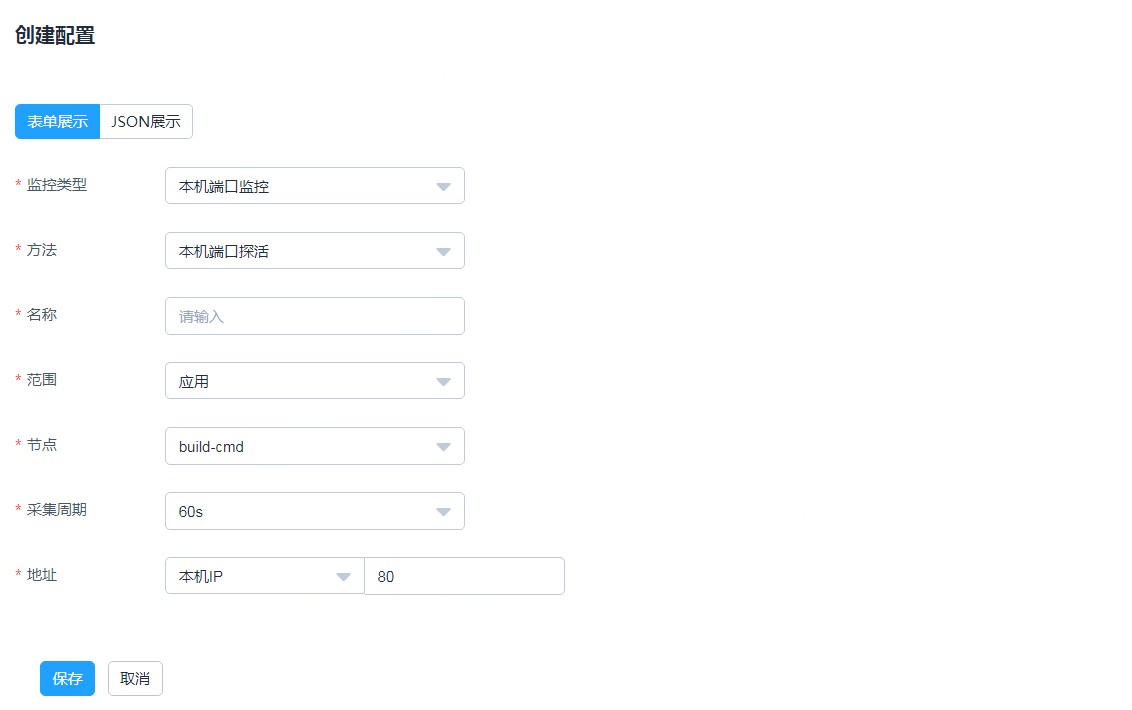 创建配置
表单展示 JSON展示
* 监控类型 本机端口监控
* 方法 本机端口探活
* 名称 请输入
* 范围 应用
* 节点 build-cmd
* 采集周期 60s
* 地址 本机IP 80
保存 取消